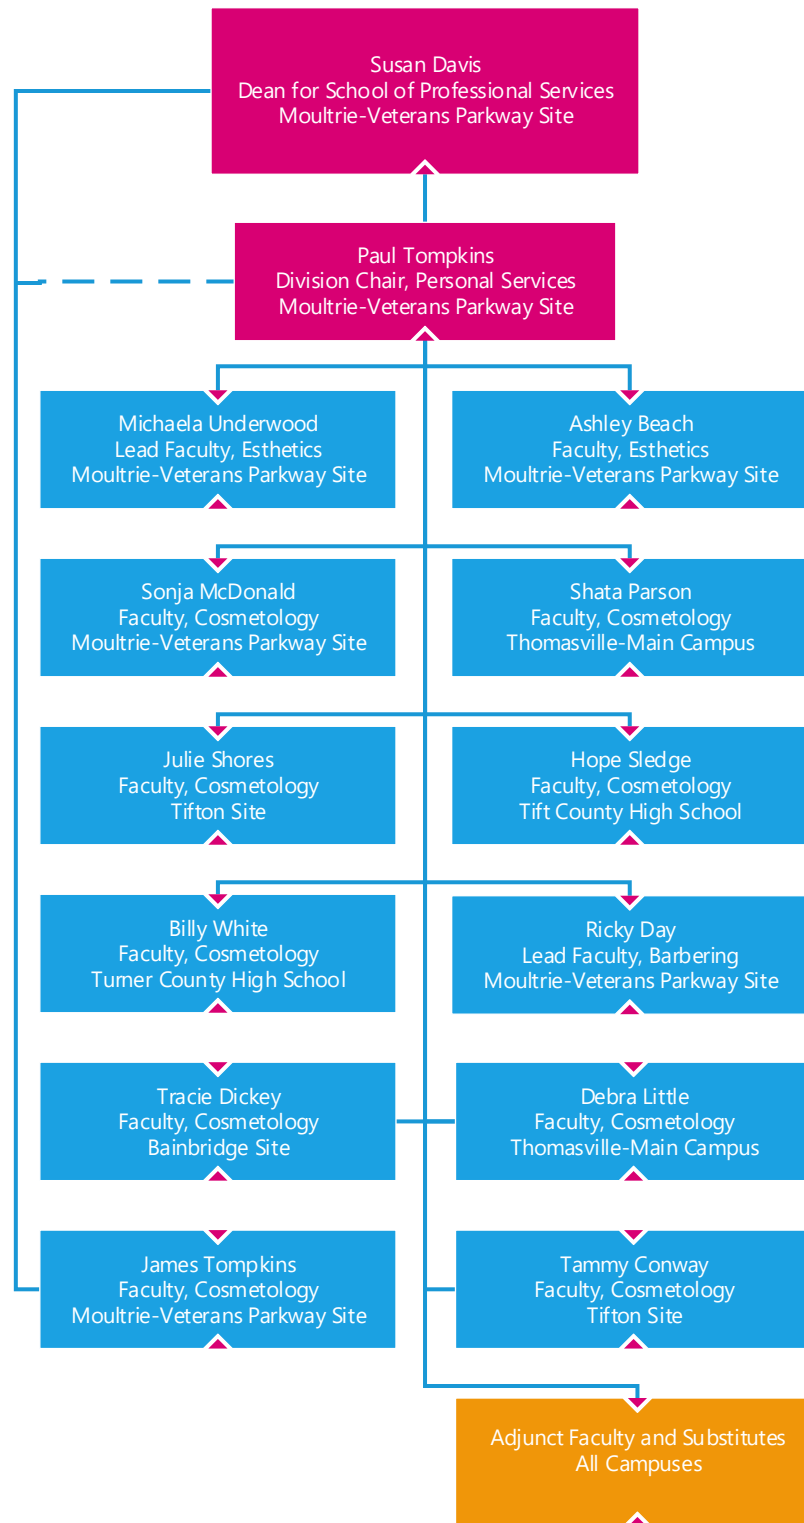 Susan Davis
Dean for School of Professional Services
Moultrie-Veterans Parkway Site
Paul Tompkins
Division Chair, Personal Services
Moultrie-Veterans Parkway Site
Michaela Underwood
Lead Faculty, Esthetics
Moultrie-Veterans Parkway Site
Ashley Beach
Faculty, Esthetics
Moultrie-Veterans Parkway Site
Sonja McDonald
Faculty, Cosmetology
Moultrie-Veterans Parkway Site
Shata Parson
Faculty, Cosmetology
Thomasville-Main Campus
Julie Shores
Faculty, Cosmetology
Tifton Site
Hope Sledge
Faculty, Cosmetology
Tift County High School
Billy White
Faculty, Cosmetology
Turner County High School
Ricky Day
Lead Faculty, Barbering
Moultrie-Veterans Parkway Site
Tracie Dickey
Faculty, Cosmetology
Bainbridge Site
Debra Little
Faculty, Cosmetology
Thomasville-Main Campus
James Tompkins
Faculty, Cosmetology
Moultrie-Veterans Parkway Site
Tammy Conway
Faculty, Cosmetology
Tifton Site
Adjunct Faculty and Substitutes
All Campuses